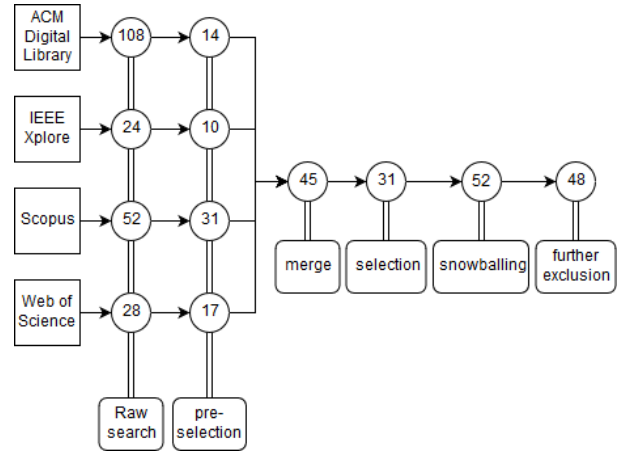 ACM
Digital
Library
108
14
IEEE
Xplore
24
10
45
31
52
48
Scopus
52
31
merge
selection
snowballing
further
exclusion
Web of
Science
28
17
Raw
search
pre-
selection